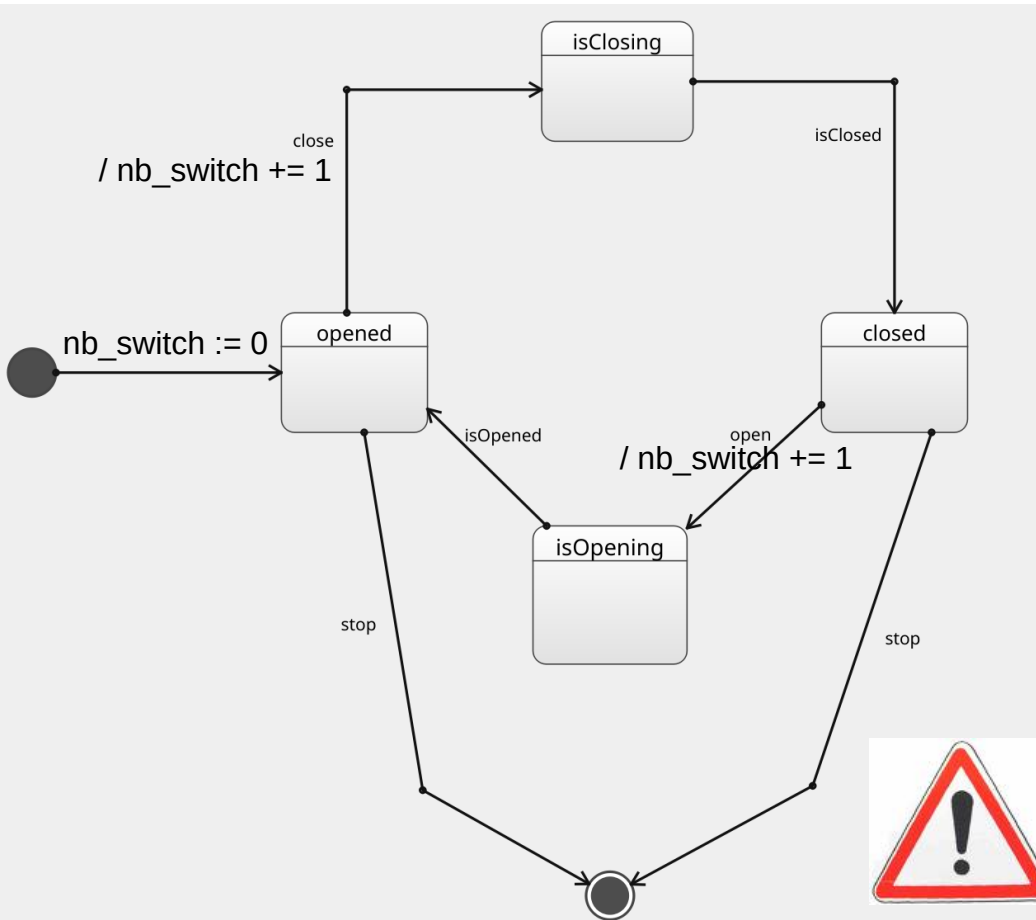 isClosing
close
/ nb_switch += 1
isClosed
nb_switch := 0
opened
closed
isOpened
open
/ nb_switch += 1
isOpening
stop
stop